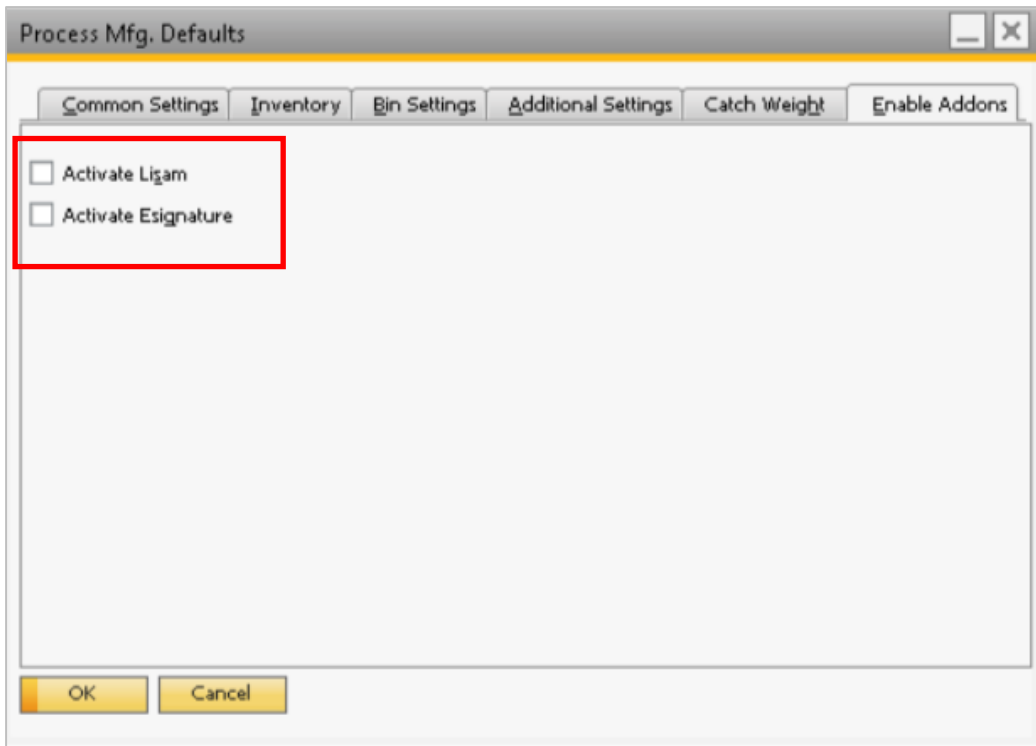 Process Mfg. Defaults
Common Settings Inventory Bin Settings Additional Settings Catch Weight Enable Addons
Activate Lisam
Activate Esignature
OK Cancel